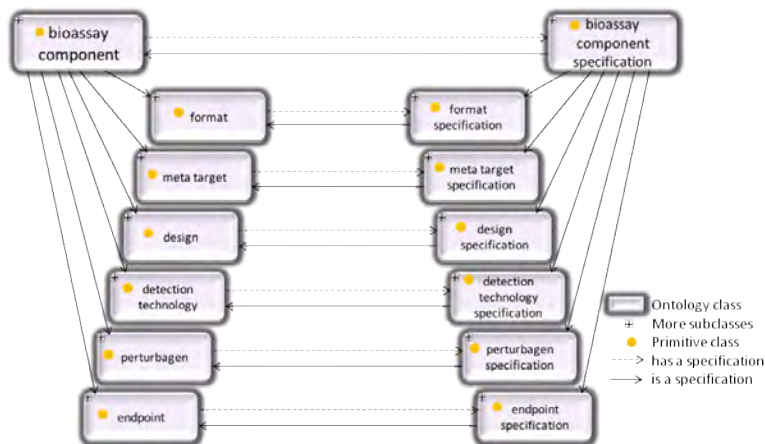 bioassay
component
bioassay
component
specification
format
format
specification
meta target
meta target
specification
design
design
specification
detection
technology
detection
technology
specification
perturbagen
perturbagen
specification
endpoint
endpoint
specification
Ontology class
More subclasses
Primitive class
has a specification
is a specification